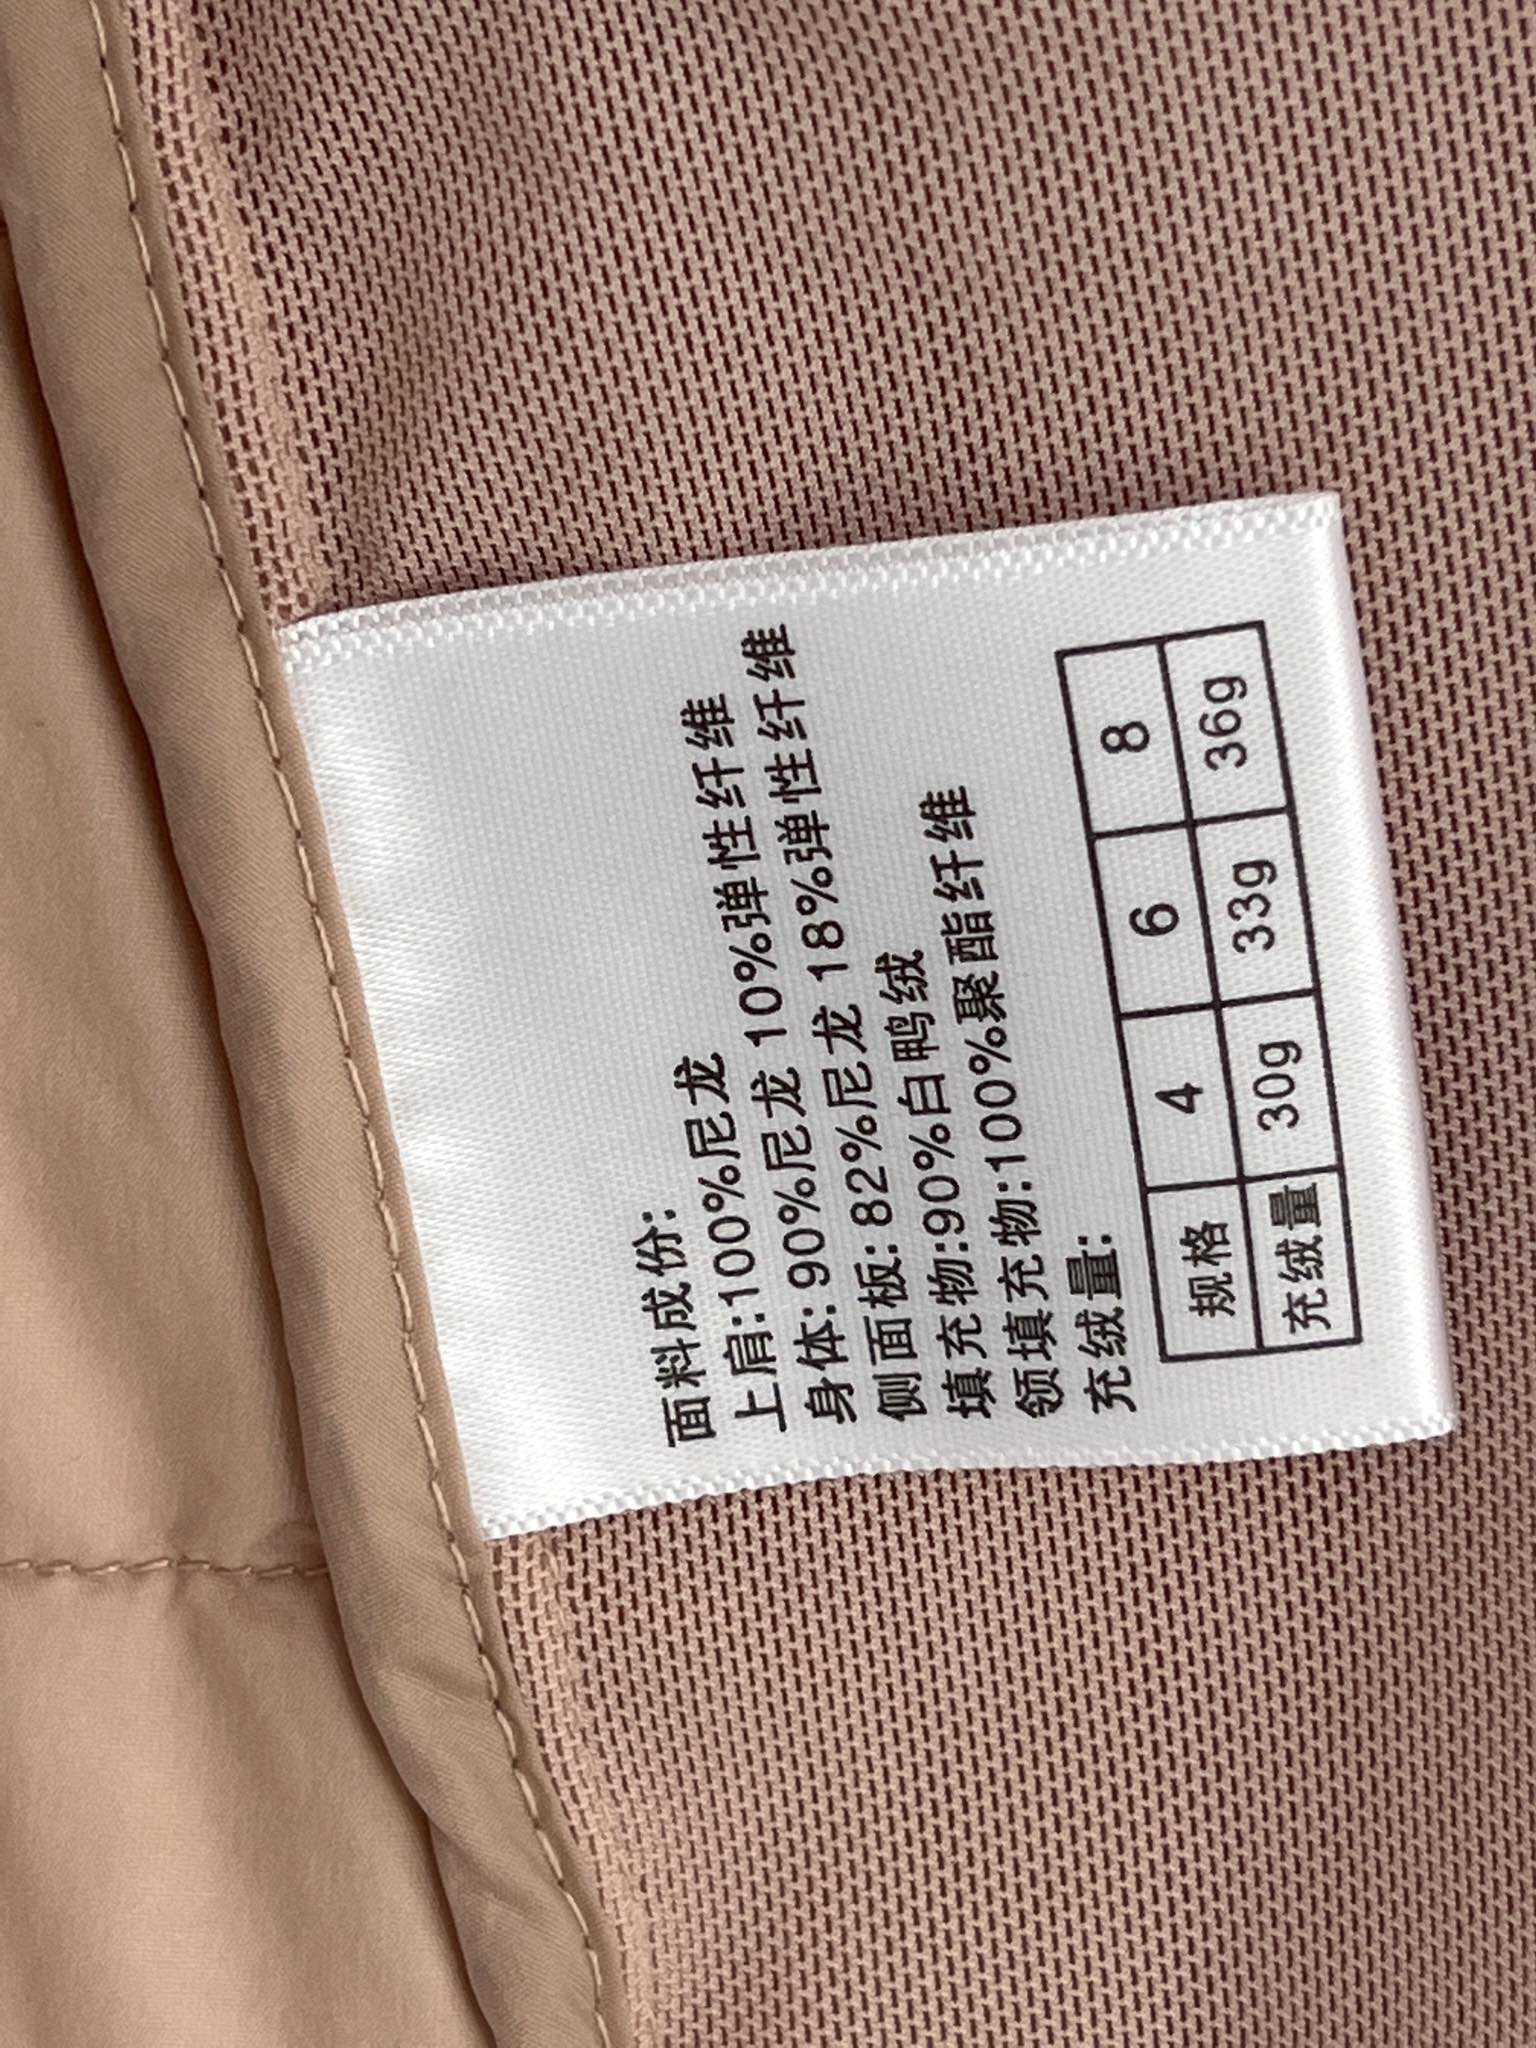 面料成份:
上肩:100%尼龙
身体: 90%尼龙 10%弹性纤维
侧面板: 82%尼龙 18%弹性纤维
填充物:90%白鸭绒
领填充物:100%聚酯纤维
充绒量:
规格 4 6 8
充绒量 30g 33g 36g